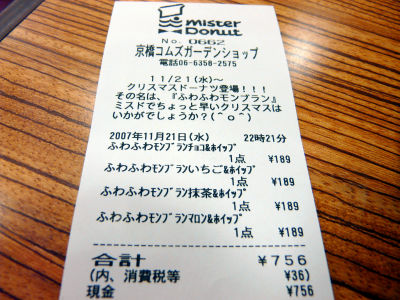 mister
Donut
No. 0662
京橋コムズガーデンショップ
電話06-6358-2575
11/21(水)~
クリスマスドーナツ登場!!!
その名は、『ふわふわモンブラン』
ミスドでちょっと早いクリスマスは
いかがでしょうか?(^o^)
2007年11月21日(水) 22時21分
ふわふわモンブランチョコ&ホイップ
1点 ¥189
ふわふわモンブランいちご&ホイップ
1点 ¥189
ふわふわモンブラン抹茶&ホイップ
1点 ¥189
ふわふわモンブランマロン&ホイップ
1点 ¥189
合計 ¥756
(内、消費税等 ¥36)
現金 ¥756